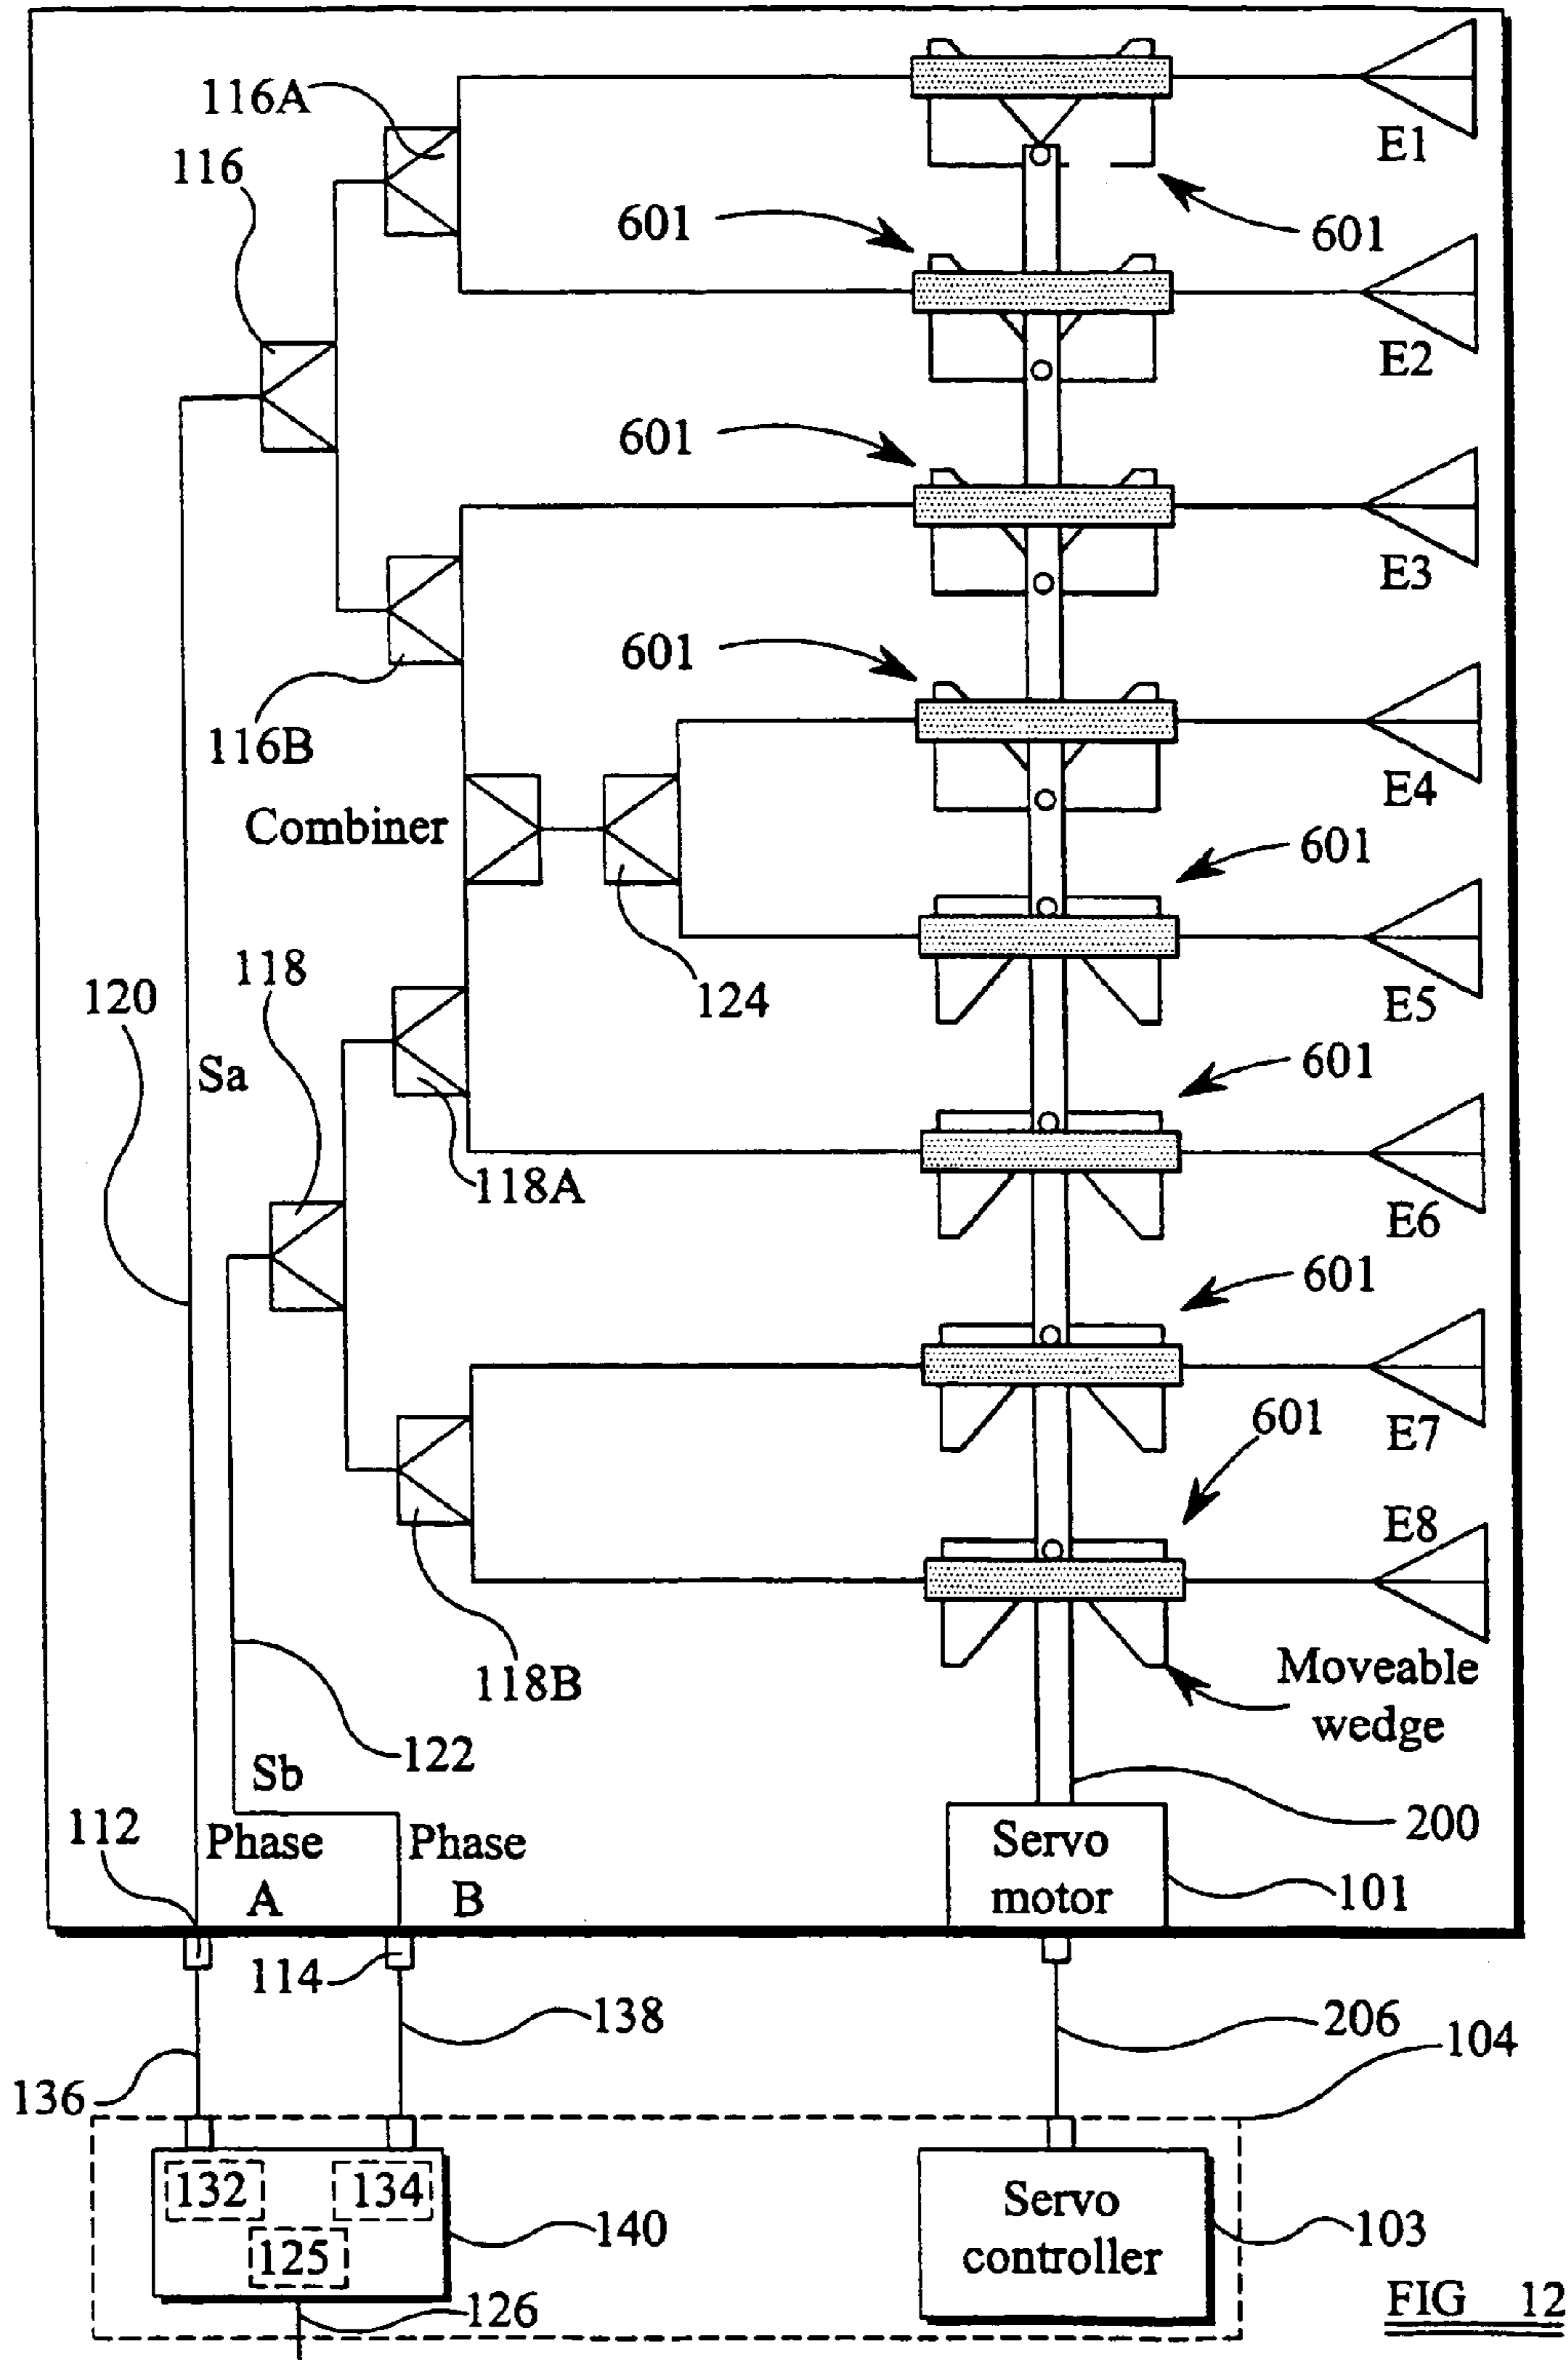 116A
E1
116
601
601
E2
601
E3
601
116B
E4
Combiner
601
124
E5
118
120
Sa
601
118A
E6
601
E7
601
E8
118B
Moveable
wedge
122
Sb
200
112
Phase
A
Phase
B
Servo
motor
101
114
138
206
104
136
132
134
125
140
Servo
controller
103
126
FIG 12